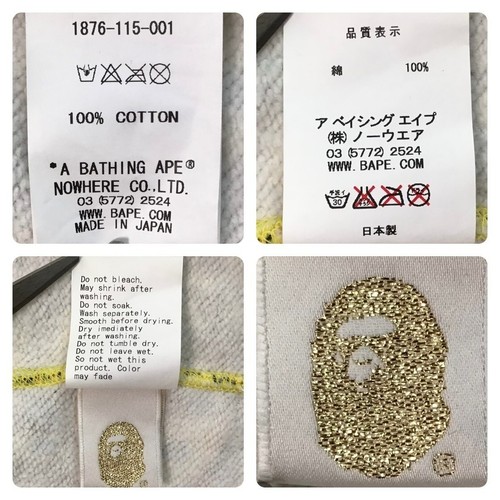 1876-115-001
100% COTTON
*A BATHING APE®
NOWHERE CO.,LTD.
03 (5772) 2524
WWW.BAPE.COM
MADE IN JAPAN
品質表示
綿 100%
ア ベイシング エイプ
(株) ノーウエア
03 (5772) 2524
WWW.BAPE.COM
手洗イ
30
日本製
Do not bleach.
May shrink after
washing.
Do not soak.
Wash separately.
Smooth before drying.
Dry imediately
after washing.
Do not tumble dry.
Do not leave wet.
So not wet this
product. Color
may fade